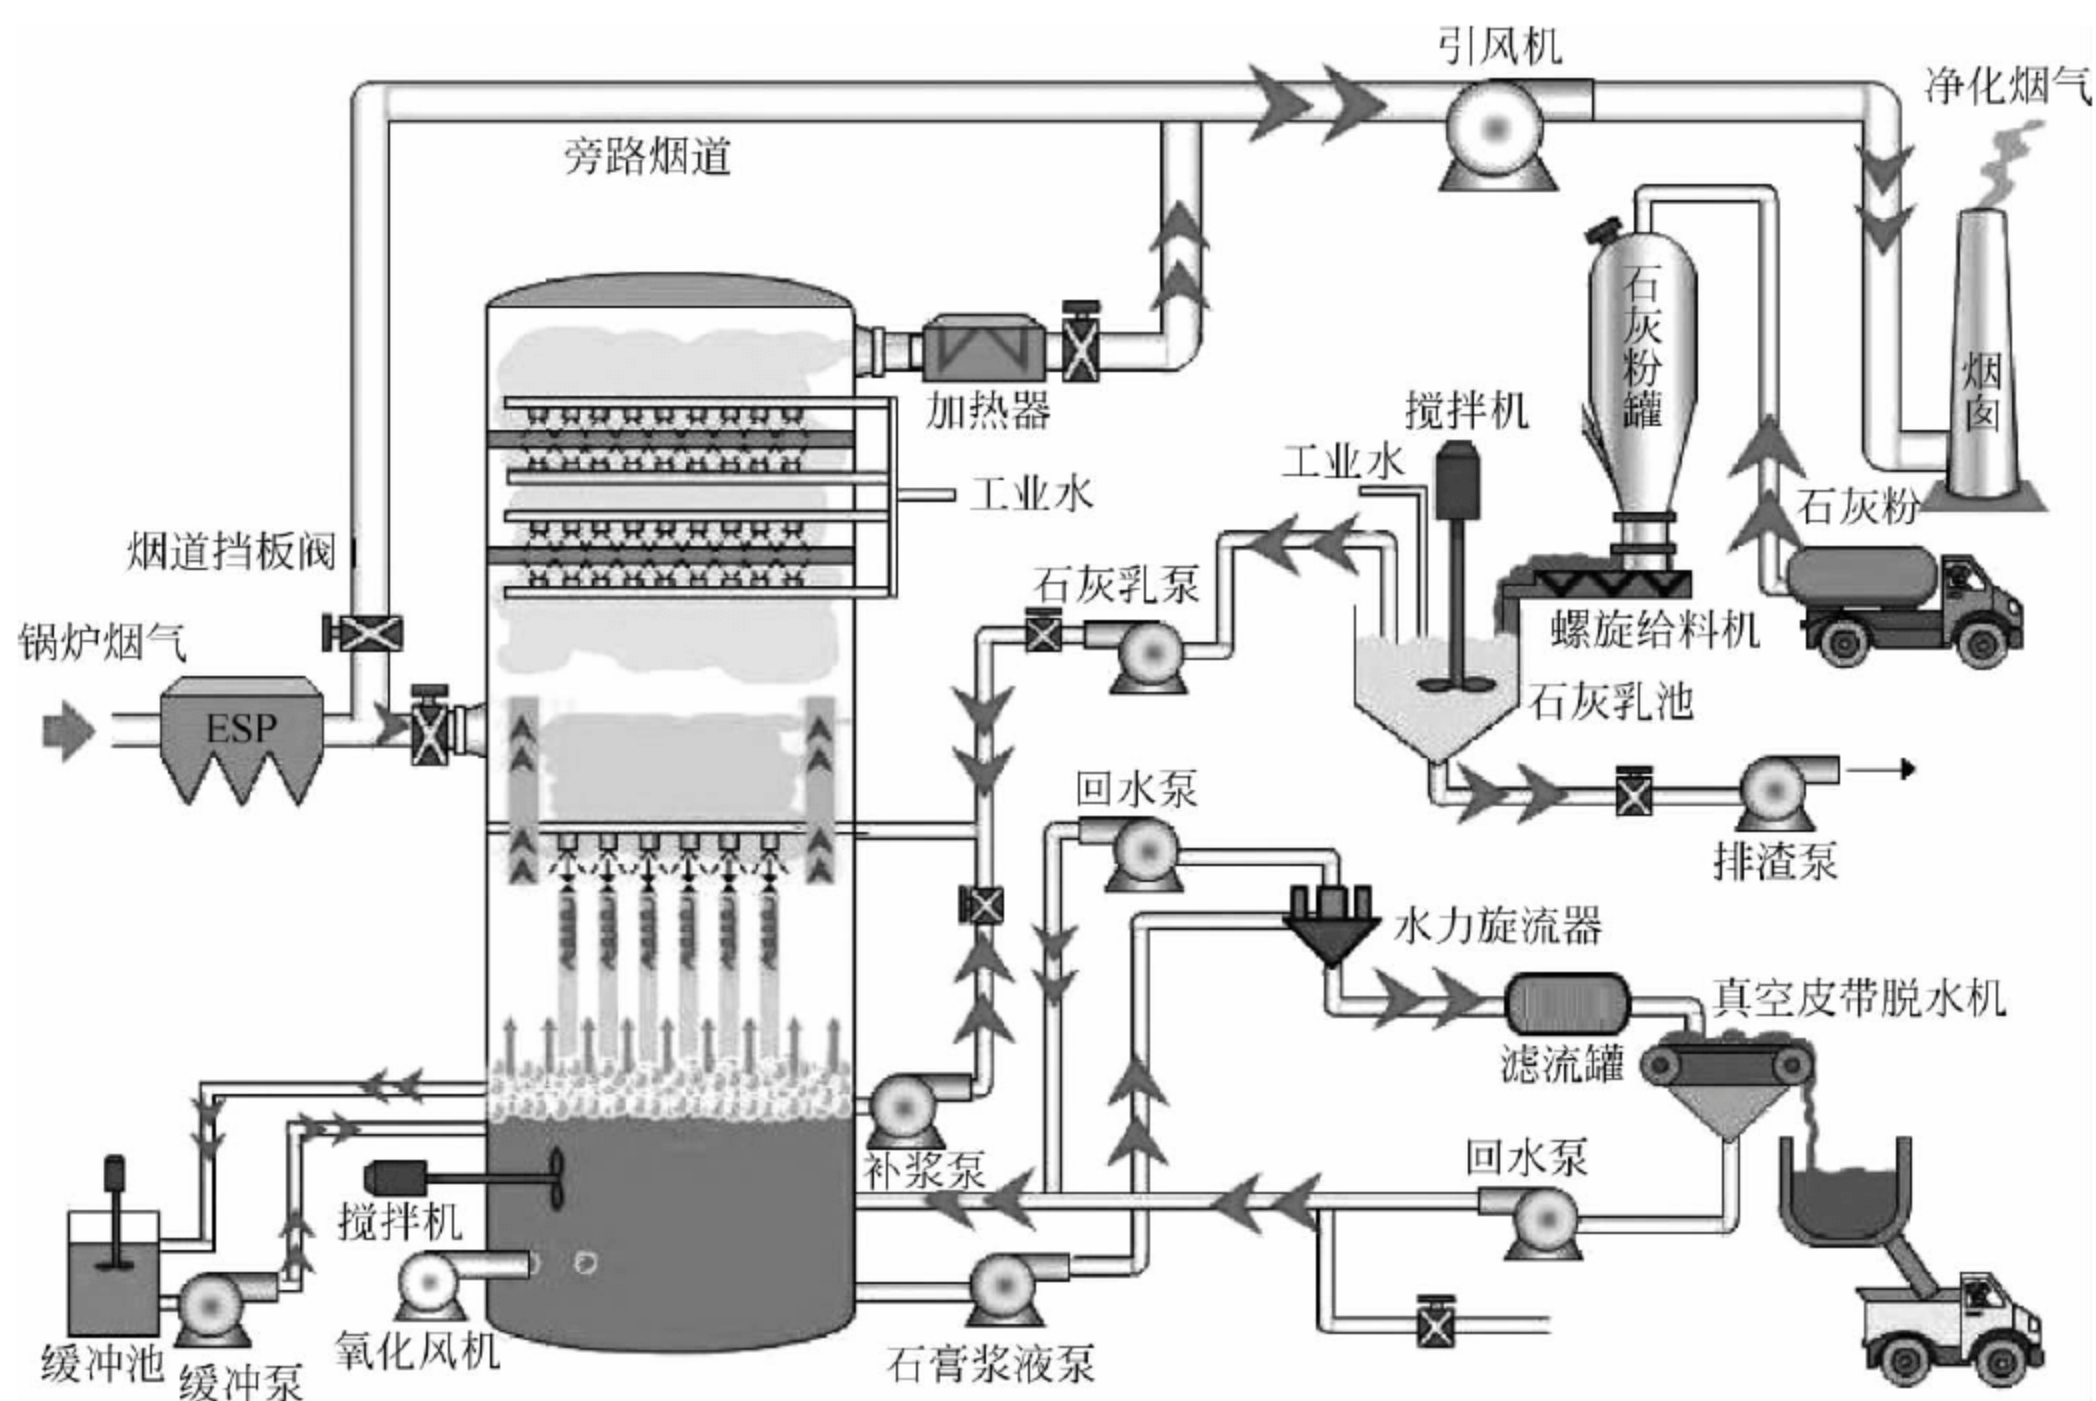 引风机
净化烟气
旁路烟道
石灰粉罐
烟囱
加热器
搅拌机
工业水
工业水
石灰粉
烟道挡板阀
石灰乳泵
螺旋给料机
锅炉烟气
ESP
石灰乳池
回水泵
排渣泵
水力旋流器
真空皮带脱水机
滤流罐
补浆泵
回水泵
搅拌机
氧化风机
石膏浆液泵
缓冲池
缓冲泵